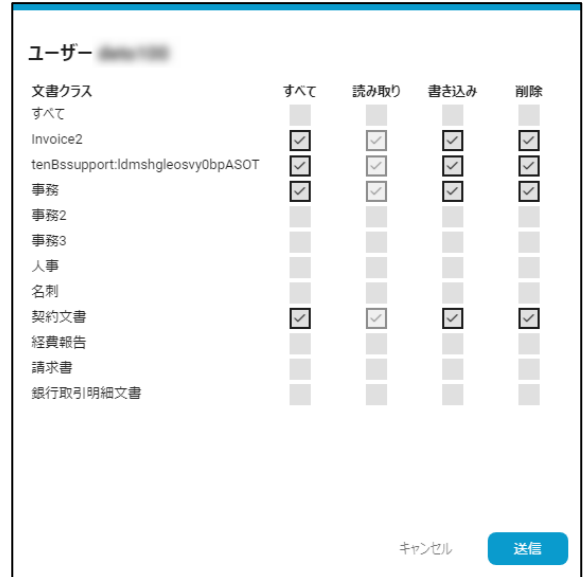 ユーザー
文書クラス すべて 読み取り 書き込み 削除
すべて
Invoice2
tenBssupport:ldmshgleosvy0bpASOT
事務
事務2
事務3
人事
名刺
契約文書
経費報告
請求書
銀行取引明細文書
キャンセル 送信